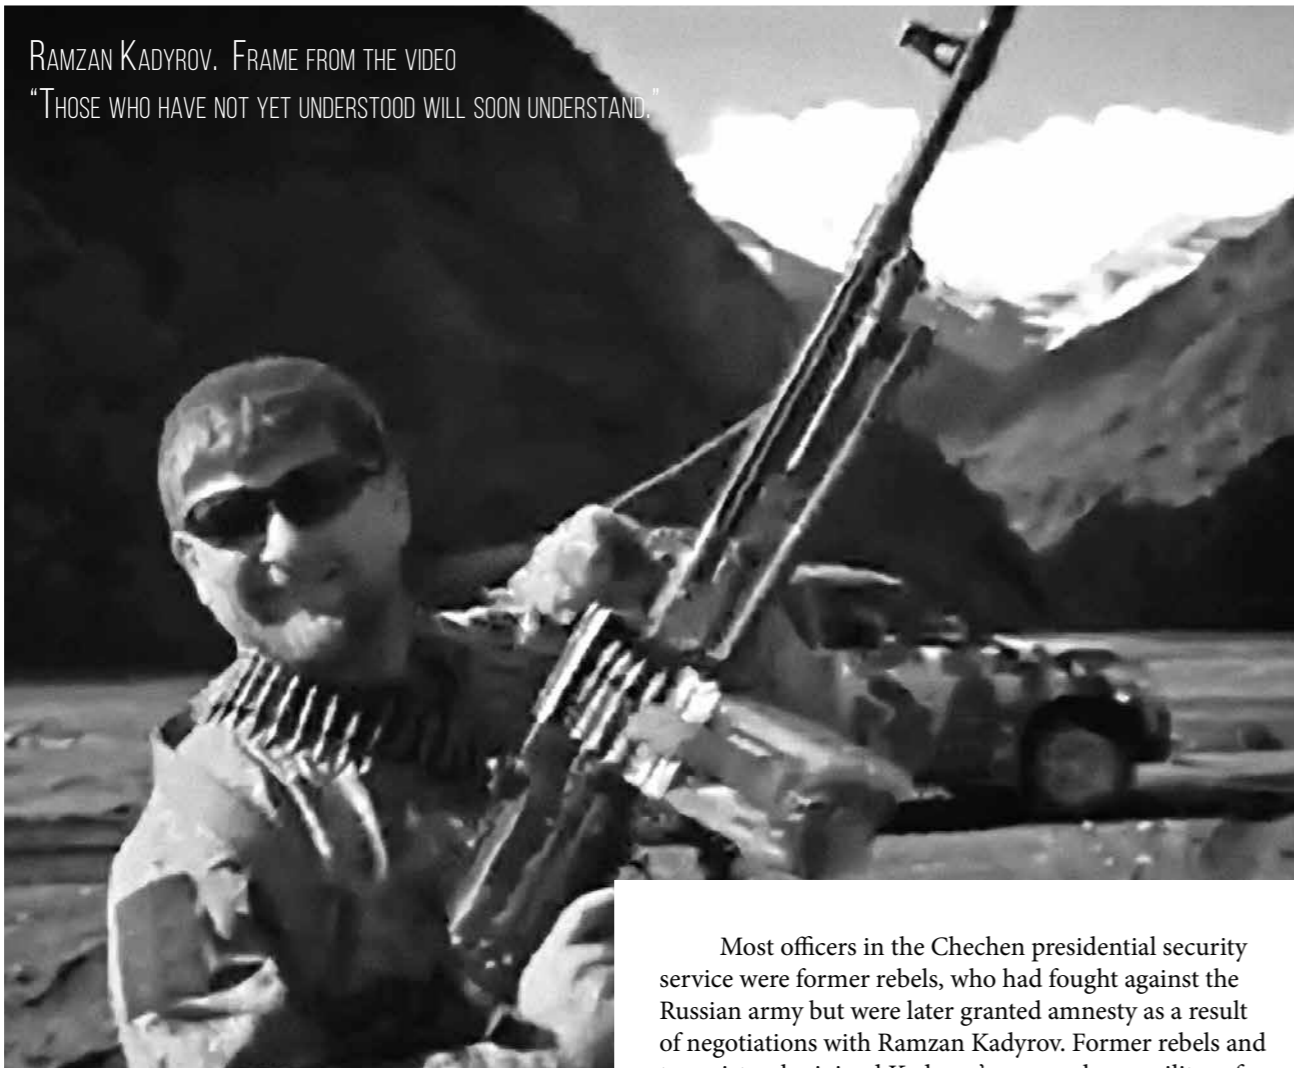 Ramzan Kadyrov. Frame from the video
“Those who have not yet understood will soon understand.”
Most officers in the Chechen presidential security
service were former rebels, who had fought against the
Russian army but were later granted amnesty as a result
of negotiations with Ramzan Kadyrov. Former rebels and